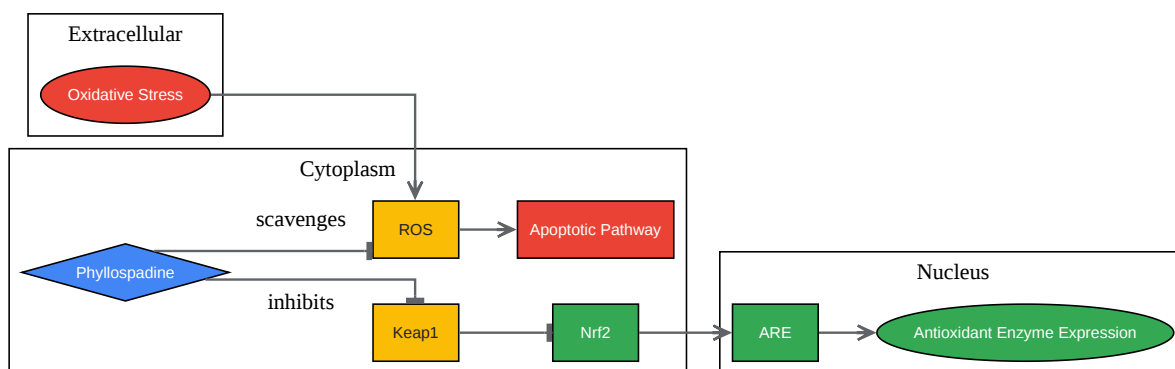 Extracellular
Oxidative Stress
Cytoplasm
scavenges
ROS
Apoptotic Pathway
Phyllospadine
inhibits
Keap1
Nrf2
Nucleus
ARE
Antioxidant Enzyme Expression